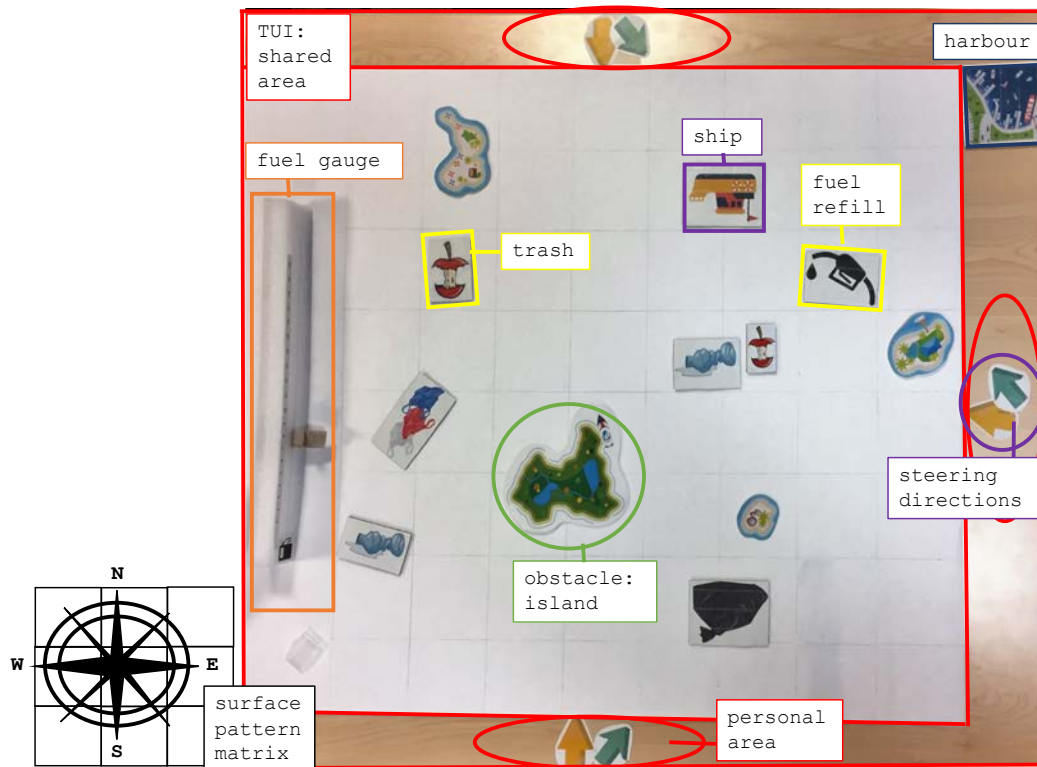 TUI:
shared
area
harbour
fuel gauge
ship
fuel
refill
trash
steering
directions
obstacle:
island
N
W
E
S
surface
pattern
matrix
personal
area